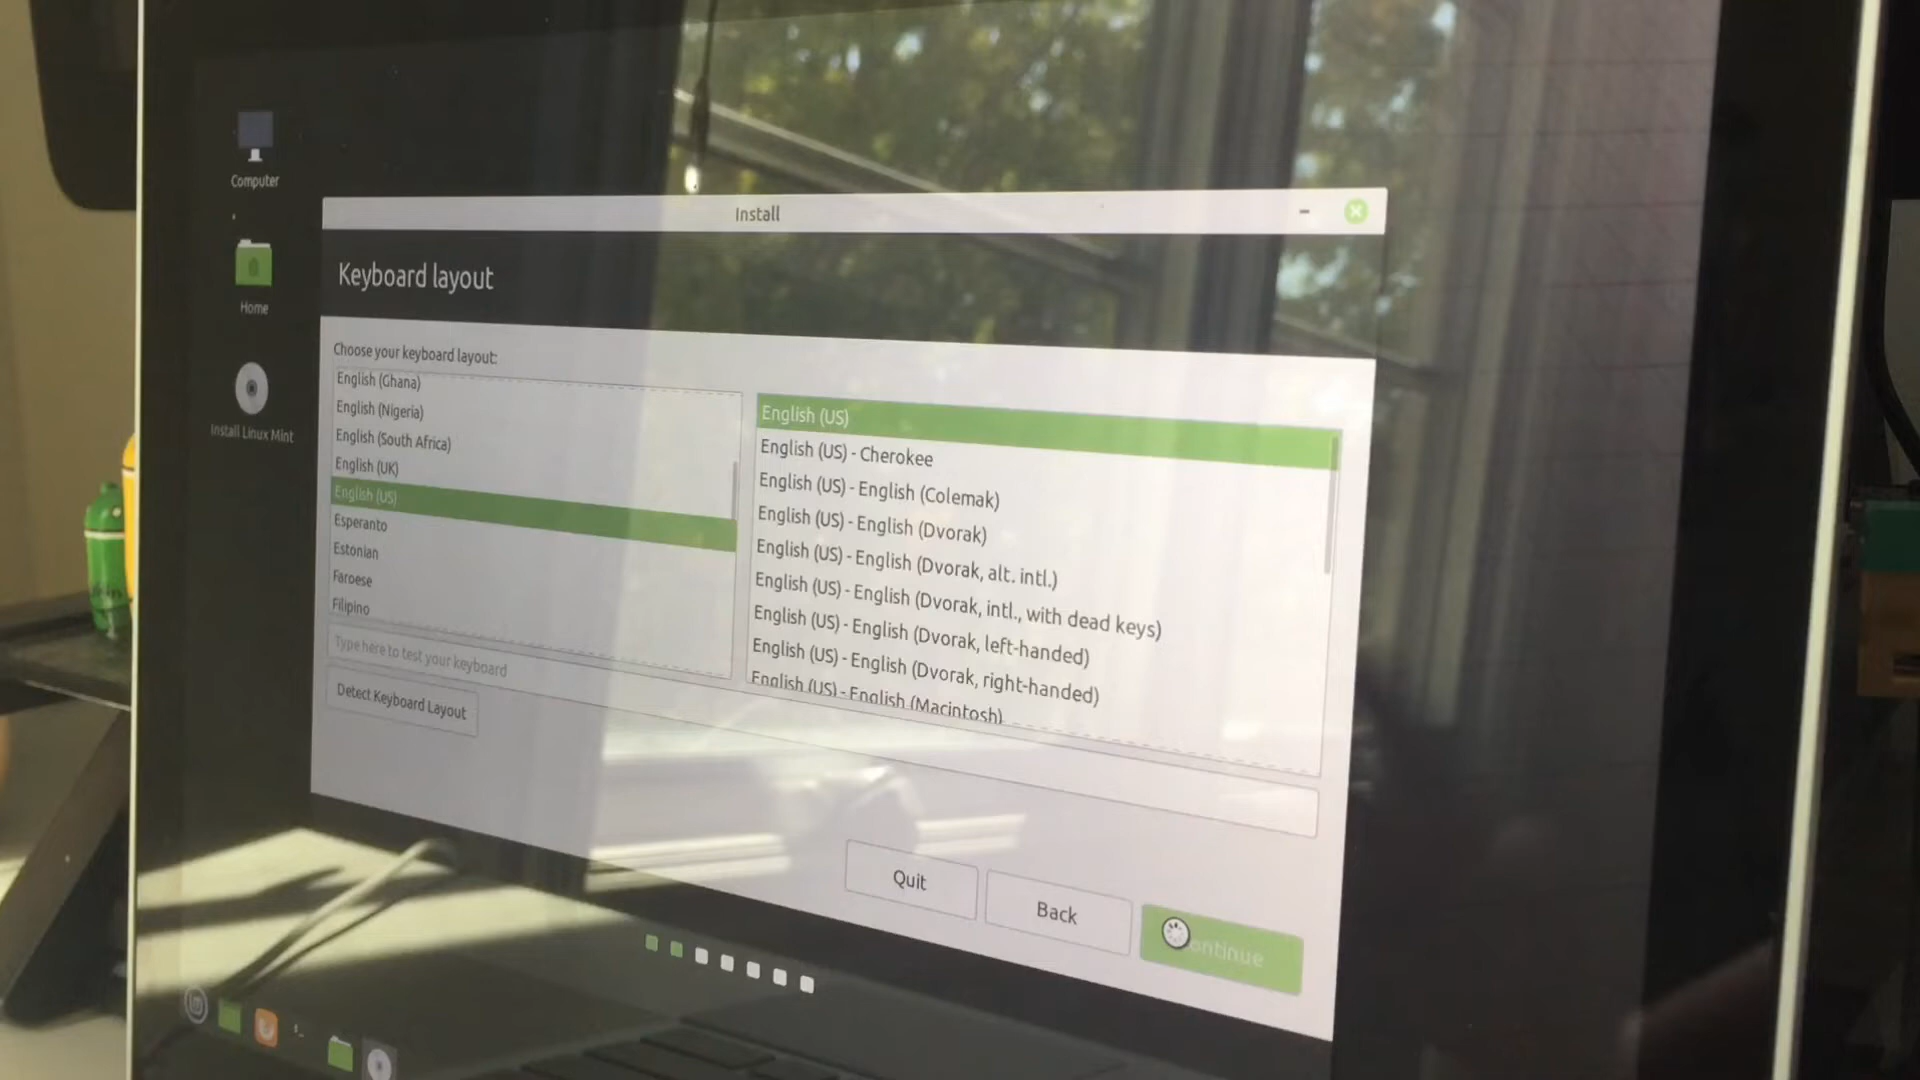 Computer
Home
Install Linux Mint
Install
Keyboard layout
Choose your keyboard layout:
English (Ghana)
English (Nigeria)
English (South Africa)
English (UK)
English (US)
Esperanto
Estonian
Faroese
Filipino
English (US)
English (US) - Cherokee
English (US) - English (Colemak)
English (US) - English (Dvorak)
English (US) - English (Dvorak, alt. intl.)
English (US) - English (Dvorak, intl., with dead keys)
English (US) - English (Dvorak, left-handed)
English (US) - English (Dvorak, right-handed)
English (US) - English (Macintosh)
Type here to test your keyboard
Detect Keyboard Layout
Quit
Back
ontinue